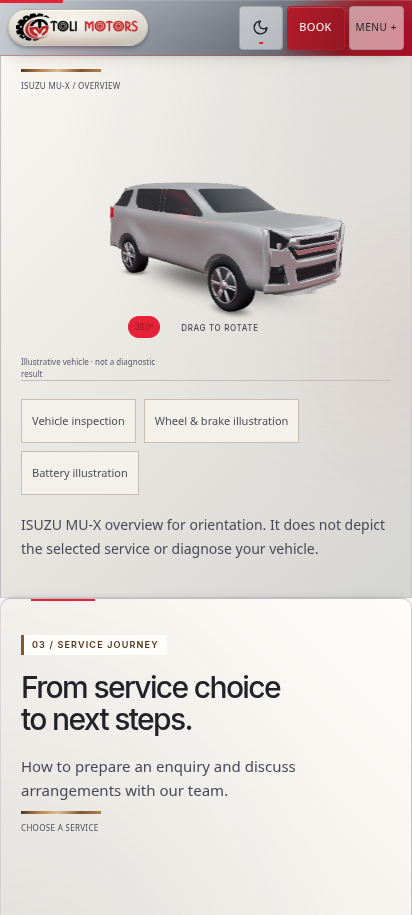 TOLI MOTORS
BOOK
MENU +
ISUZU MU-X / OVERVIEW
360°
DRAG TO ROTATE
Illustrative vehicle · not a diagnostic
result
Vehicle inspection
Wheel & brake illustration
Battery illustration
ISUZU MU-X overview for orientation. It does not depict
the selected service or diagnose your vehicle.
03 / SERVICE JOURNEY
From service choice
to next steps.
How to prepare an enquiry and discuss
arrangements with our team.
CHOOSE A SERVICE